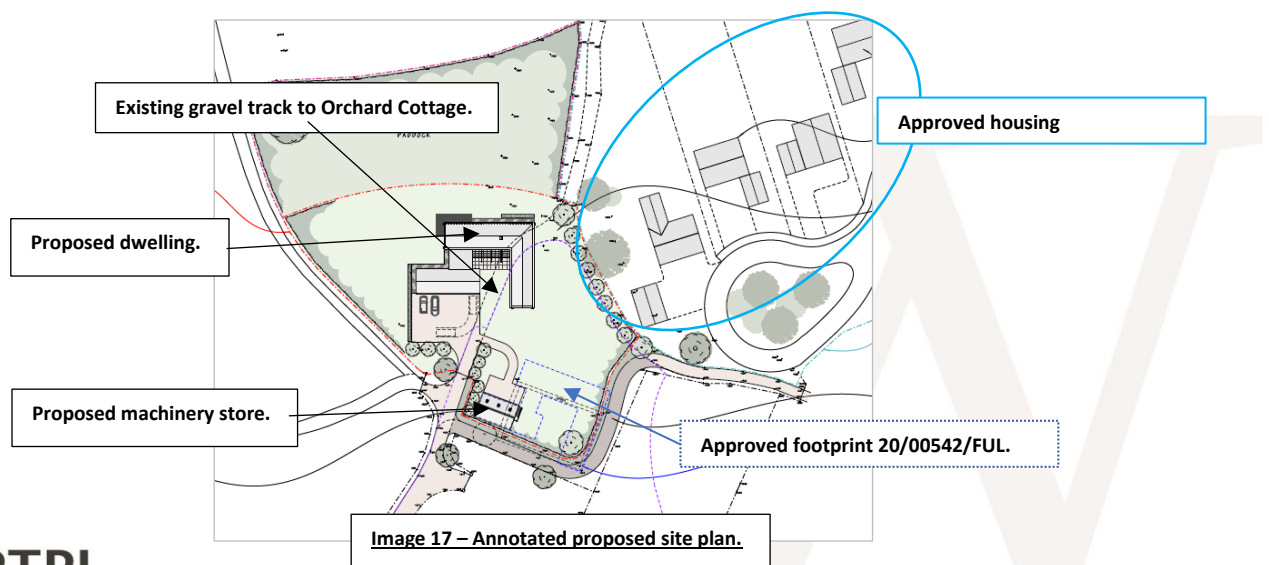 Existing gravel track to Orchard Cottage.
Approved housing
PADDOCK
Proposed dwelling.
Proposed machinery store.
Approved footprint 20/00542/FUL.
Image 17 – Annotated proposed site plan.